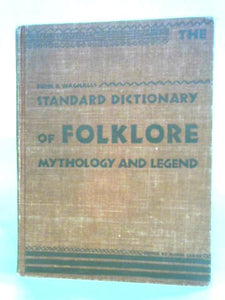 THE
FUNK & WAGNALLS
STANDARD DICTIONARY
OF FOLKLORE
MYTHOLOGY AND LEGEND